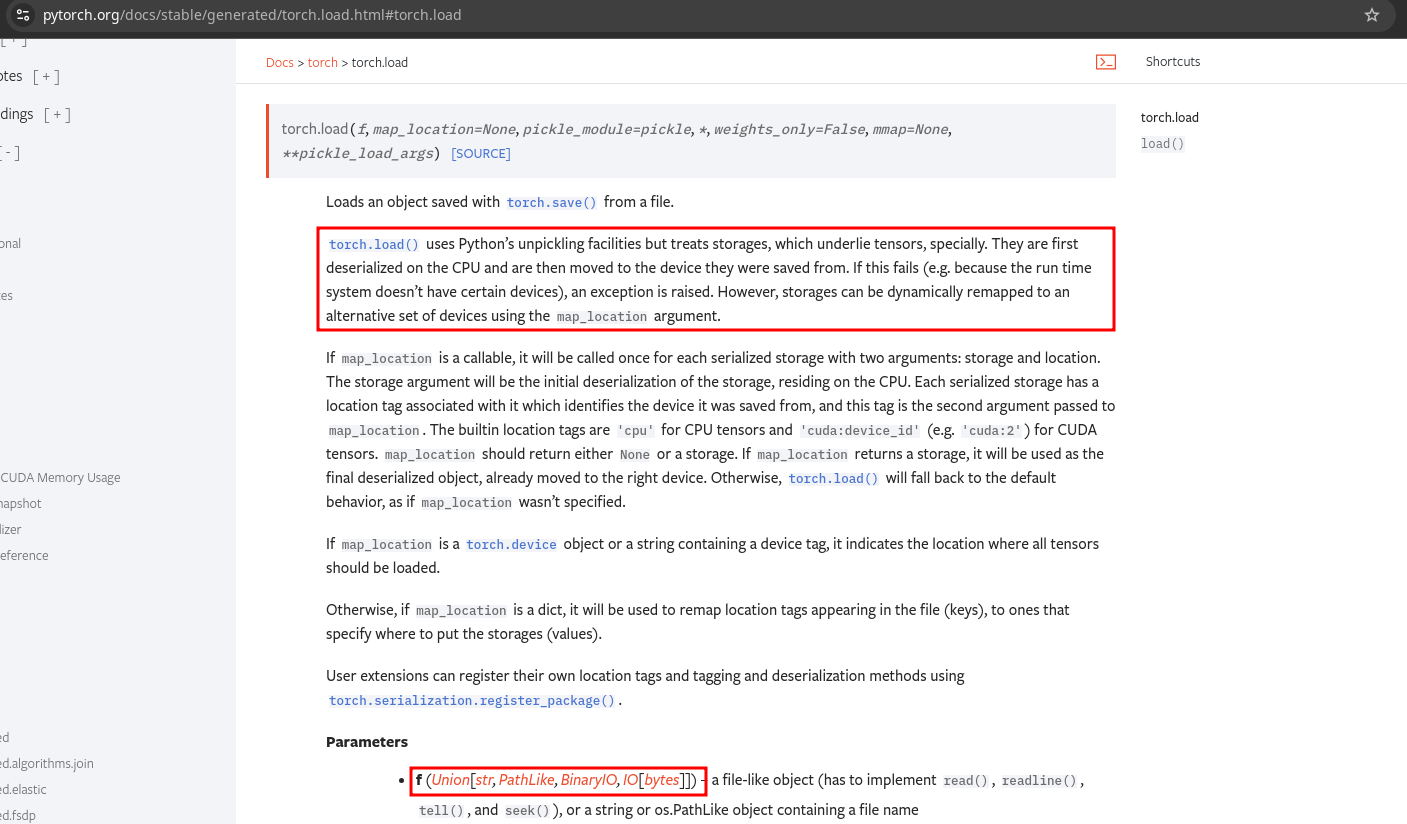 pytorch.org/docs/stable/generated/torch.load.html#torch.load
[ + ]
otes [ + ]
dings [ + ]
[ - ]
onal
es
CUDA Memory Usage
napshot
lizer
eference
ed
ed.algorithms.join
ed.elastic
ed.fsdp
Docs > torch > torch.load
Shortcuts
torch.load
load()
torch.load(f, map_location=None, pickle_module=pickle, *, weights_only=False, mmap=None,
**pickle_load_args) [SOURCE]
Loads an object saved with torch.save() from a file.
torch.load() uses Python’s unpickling facilities but treats storages, which underlie tensors, specially. They are first
deserialized on the CPU and are then moved to the device they were saved from. If this fails (e.g. because the run time
system doesn’t have certain devices), an exception is raised. However, storages can be dynamically remapped to an
alternative set of devices using the map_location argument.
If map_location is a callable, it will be called once for each serialized storage with two arguments: storage and location.
The storage argument will be the initial deserialization of the storage, residing on the CPU. Each serialized storage has a
location tag associated with it which identifies the device it was saved from, and this tag is the second argument passed to
map_location. The builtin location tags are 'cpu' for CPU tensors and 'cuda:device_id' (e.g. 'cuda:2') for CUDA
tensors. map_location should return either None or a storage. If map_location returns a storage, it will be used as the
final deserialized object, already moved to the right device. Otherwise, torch.load() will fall back to the default
behavior, as if map_location wasn’t specified.
If map_location is a torch.device object or a string containing a device tag, it indicates the location where all tensors
should be loaded.
Otherwise, if map_location is a dict, it will be used to remap location tags appearing in the file (keys), to ones that
specify where to put the storages (values).
User extensions can register their own location tags and tagging and deserialization methods using
torch.serialization.register_package().
Parameters
• f (Union[str, PathLike, BinaryIO, IO[bytes]]) – a file-like object (has to implement read(), readline(),
tell(), and seek()), or a string or os.PathLike object containing a file name